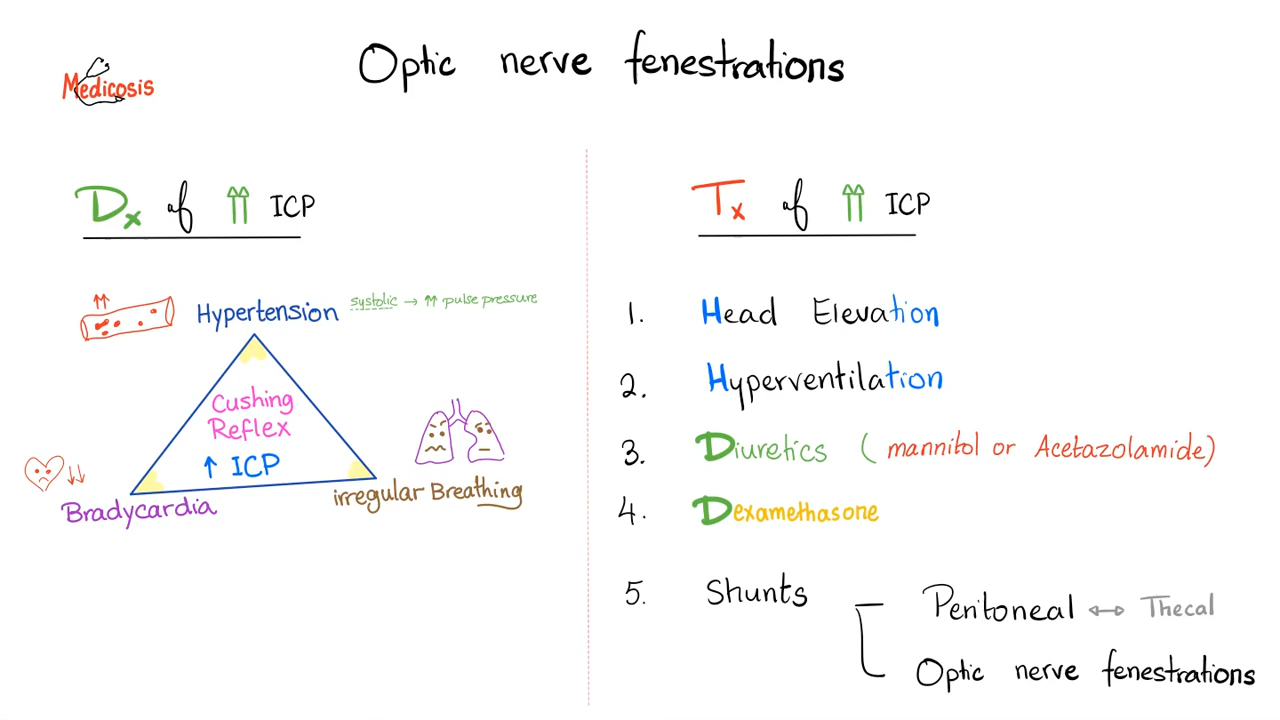 Optic nerve fenestrations
Medicosis
Dx of ↑↑ ICP
Hypertension systolic → ↑↑ pulse pressure
Cushing
Reflex
↑ ICP
Bradycardia
irregular Breathing
Tx of ↑↑ ICP
1. Head Elevation
2. Hyperventilation
3. Diuretics (mannitol or Acetazolamide)
4. Dexamethasone
5. Shunts
Peritoneal ↔ Thecal
Optic nerve fenestrations